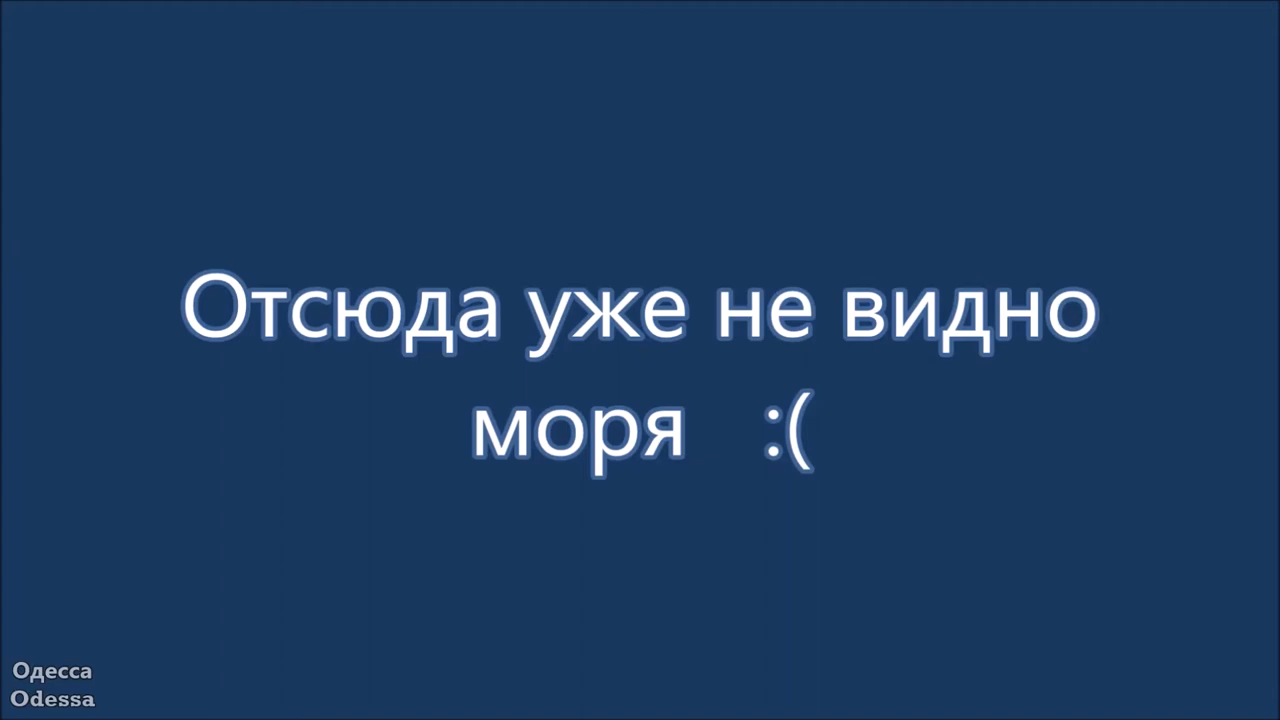 Отсюда уже не видно
моря :(
Одесса
Odessa